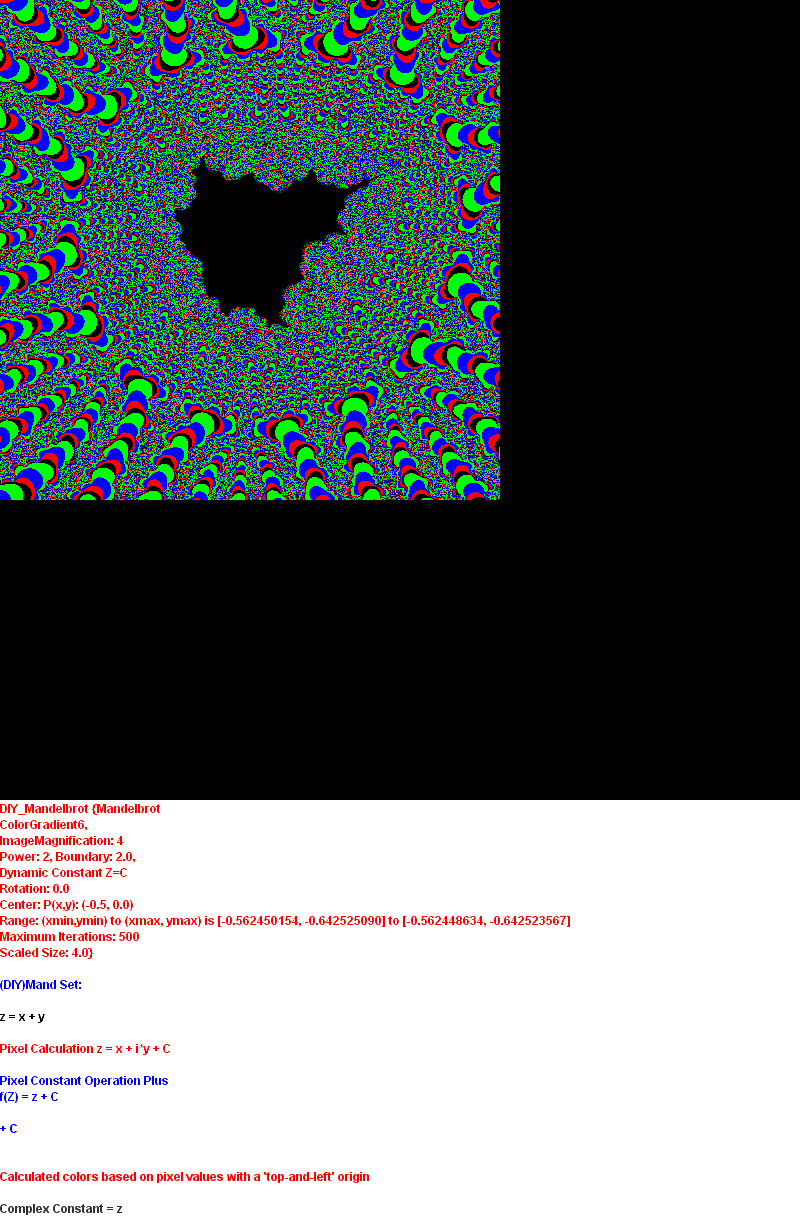 DIY_Mandelbrot {Mandelbrot
ColorGradient6,
ImageMagnification: 4
Power: 2, Boundary: 2.0,
Dynamic Constant Z=C
Rotation: 0.0
Center: P(x,y): (-0.5, 0.0)
Range: (xmin,ymin) to (xmax, ymax) is [-0.562450154, -0.642525090] to [-0.562448634, -0.642523567]
Maximum Iterations: 500
Scaled Size: 4.0}
(DIY)Mand Set:
z = x + y
Pixel Calculation z = x + i*y + C
Pixel Constant Operation Plus
f(Z) = z + C
+ C
Calculated colors based on pixel values with a 'top-and-left' origin
Complex Constant = z